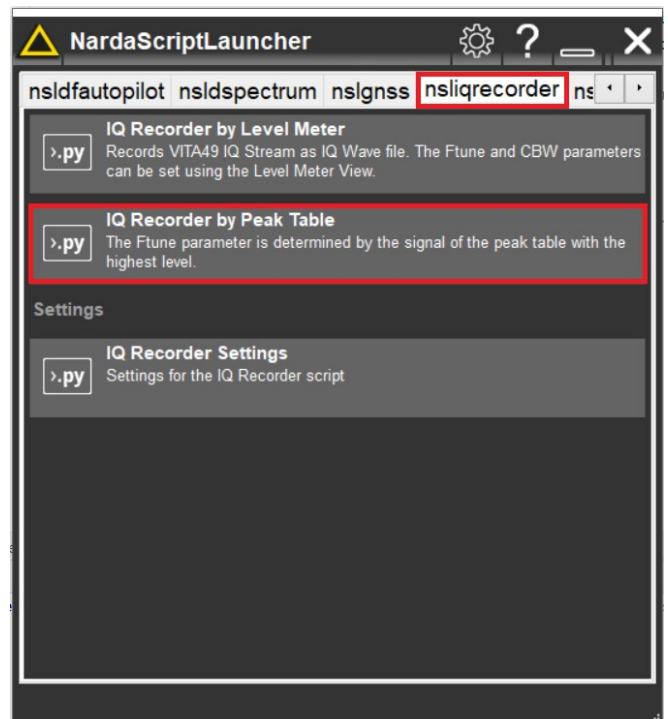 NardaScriptLauncher
?
nsldfautopilot nsldspectrum nslgnss nsliqrecorder ns
>.py
IQ Recorder by Level Meter
Records VITA49 IQ Stream as IQ Wave file. The Ftune and CBW parameters
can be set using the Level Meter View.
>.py
IQ Recorder by Peak Table
The Ftune parameter is determined by the signal of the peak table with the
highest level.
Settings
>.py
IQ Recorder Settings
Settings for the IQ Recorder script